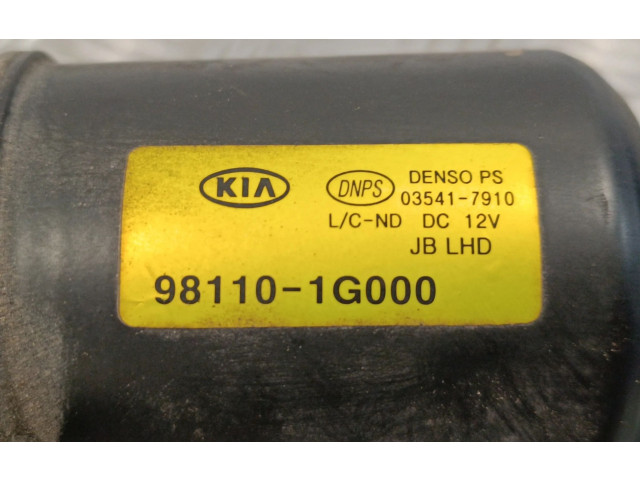 KIA DNPS DENSO PS
03541-7910
L/C-ND DC 12V
JB LHD
98110-1G000